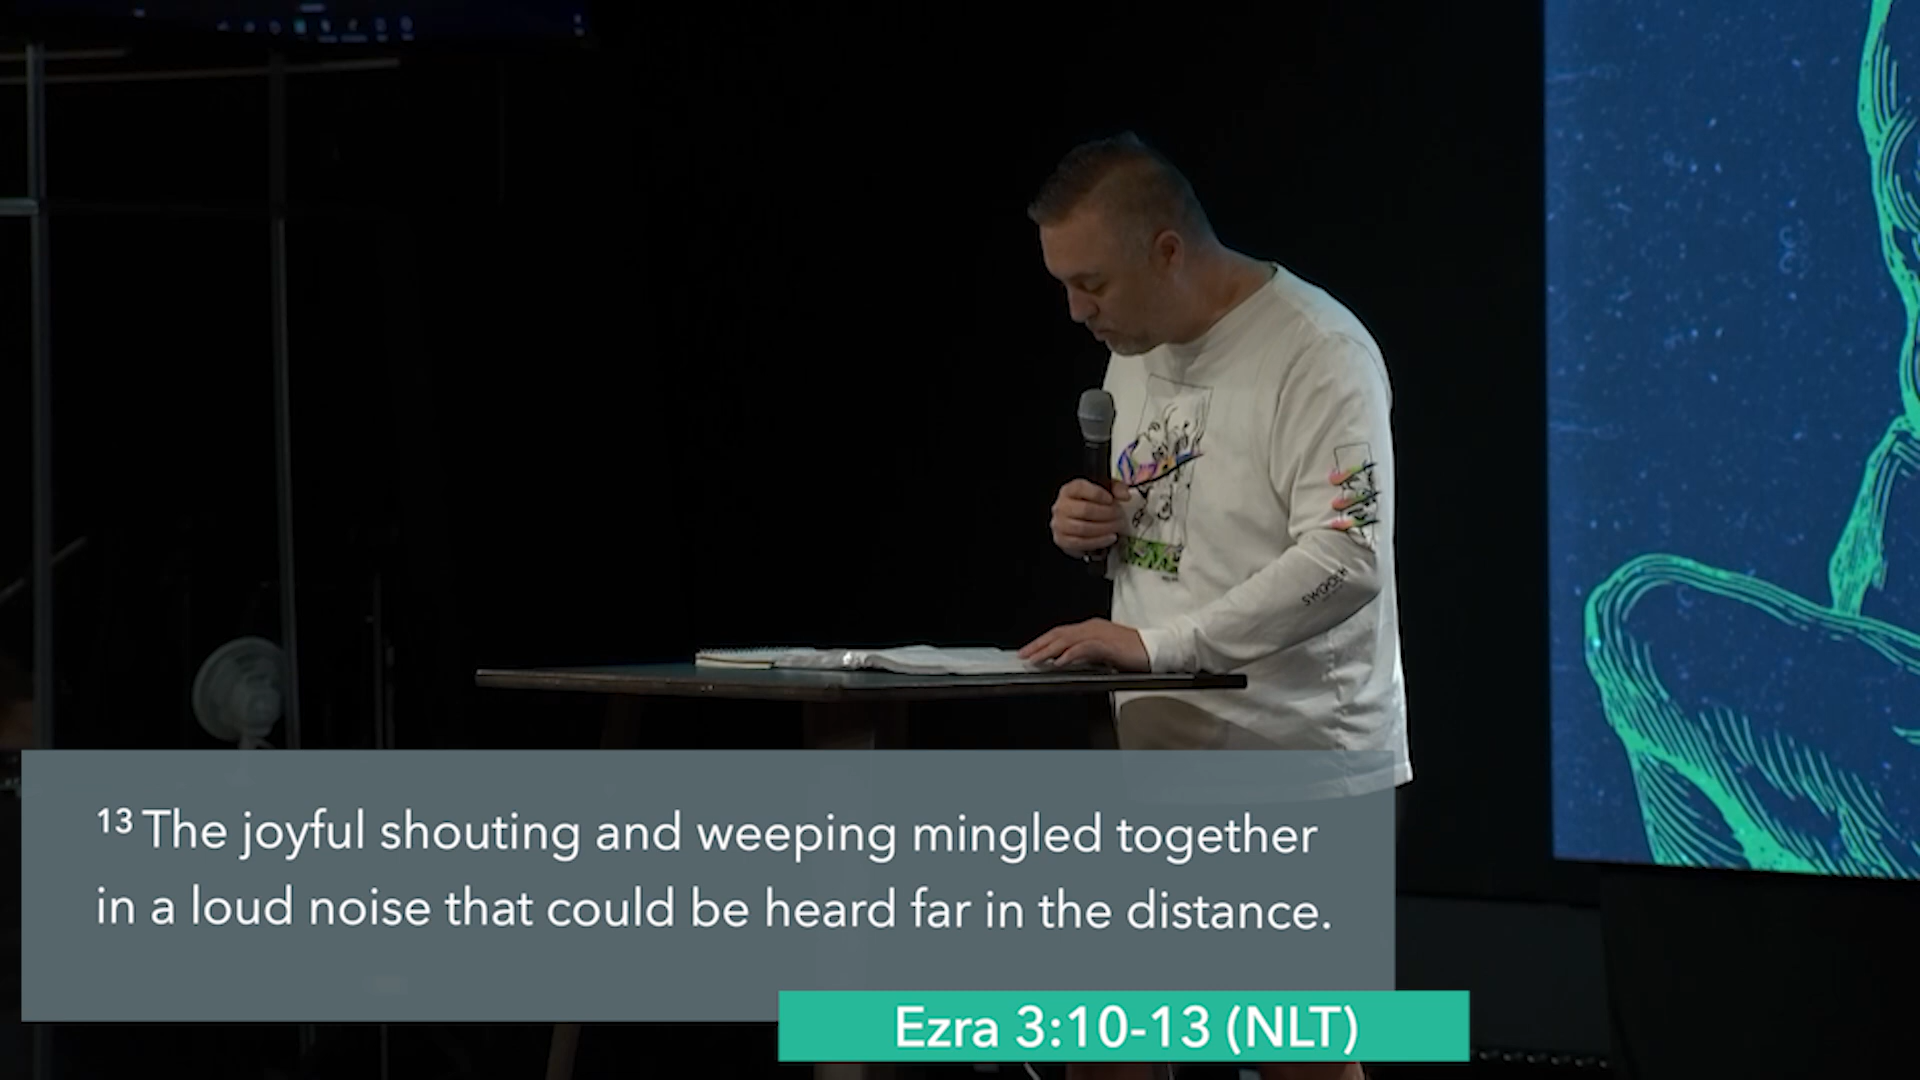 SWOOSH
13 The joyful shouting and weeping mingled together
in a loud noise that could be heard far in the distance.
Ezra 3:10-13 (NLT)